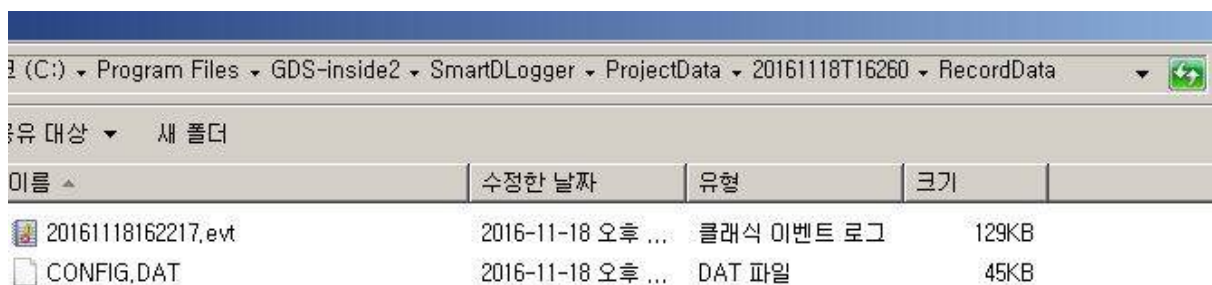 (C:) ▾ Program Files ▾ GDS-inside2 ▾ SmartDLogger ▾ ProjectData ▾ 20161118T16260 ▾ RecordData
유 대상 ▾ 새 폴더
이름 수정한 날짜 유형 크기
20161118162217.evt 2016-11-18 오후 ... 클래식 이벤트 로그 129KB
CONFIG.DAT 2016-11-18 오후 ... DAT 파일 45KB